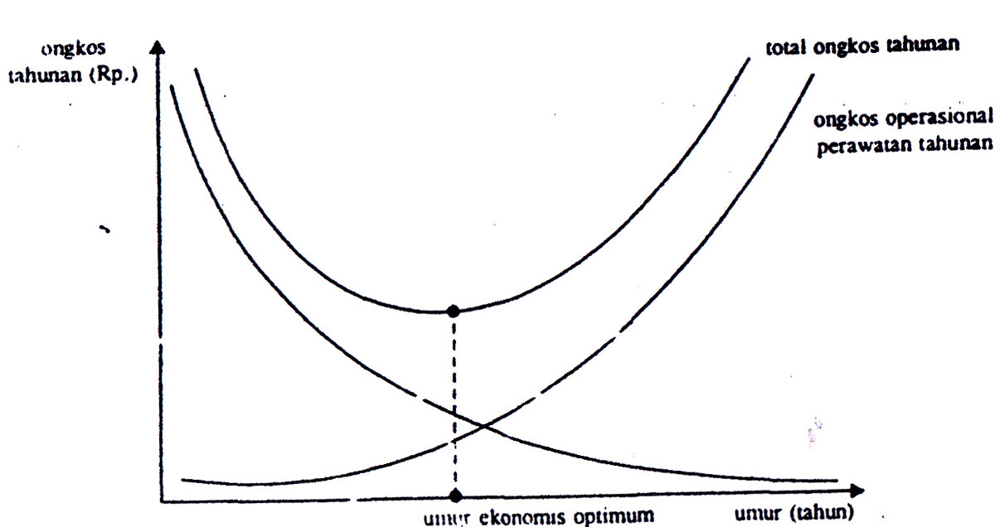 ongkos
tahunan (Rp.)
total ongkos tahunan
ongkos operasional
perawatan tahunan
umur ekonomis optimum
umur (tahun)